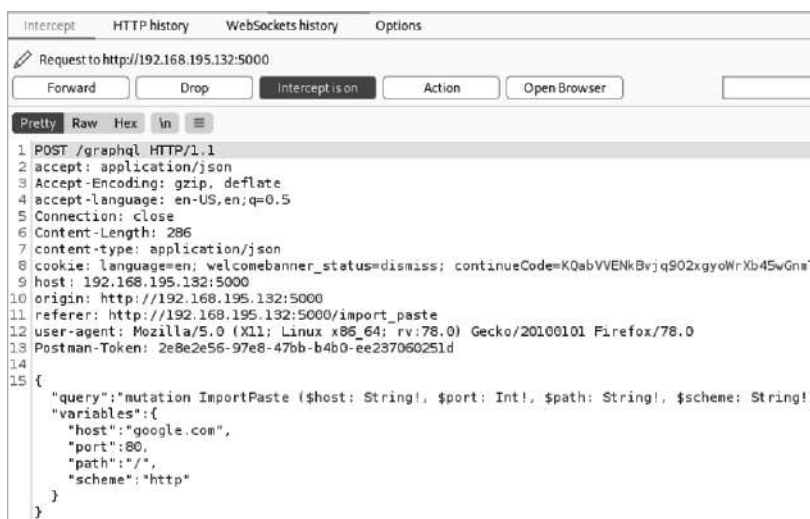 Intercept HTTP history WebSockets history Options
Request to http://192.168.195.132:5000
Forward Drop Intercept is on Action Open Browser
Pretty Raw Hex \n
1 POST /graphql HTTP/1.1
2 accept: application/json
3 Accept-Encoding: gzip, deflate
4 accept-language: en-US,en;q=0.5
5 Connection: close
6 Content-Length: 286
7 content-type: application/json
8 cookie: language=en; welcomebanner_status=dismiss;
9 host: 192.168.195.132:5000
10 origin: http://192.168.195.132:5000
11 referer: http://192.168.195.132:5000/import_paste
12 user-agent: Mozilla/5.0 (X11; Linux x86_64; rv:78.0) Gecko/20100101 Firefox/78.0
13 Postman-Token: 2e8e2e56-97e8-47bb-b4b0-ee237060251d
14
15 {
"query":"mutation ImportPaste ($host: String!, $port: Int!, $path: String!, $scheme: String!
"variables":{
"host":"google.com",
"port":80,
"path":"/",
"scheme":"http"
}
}